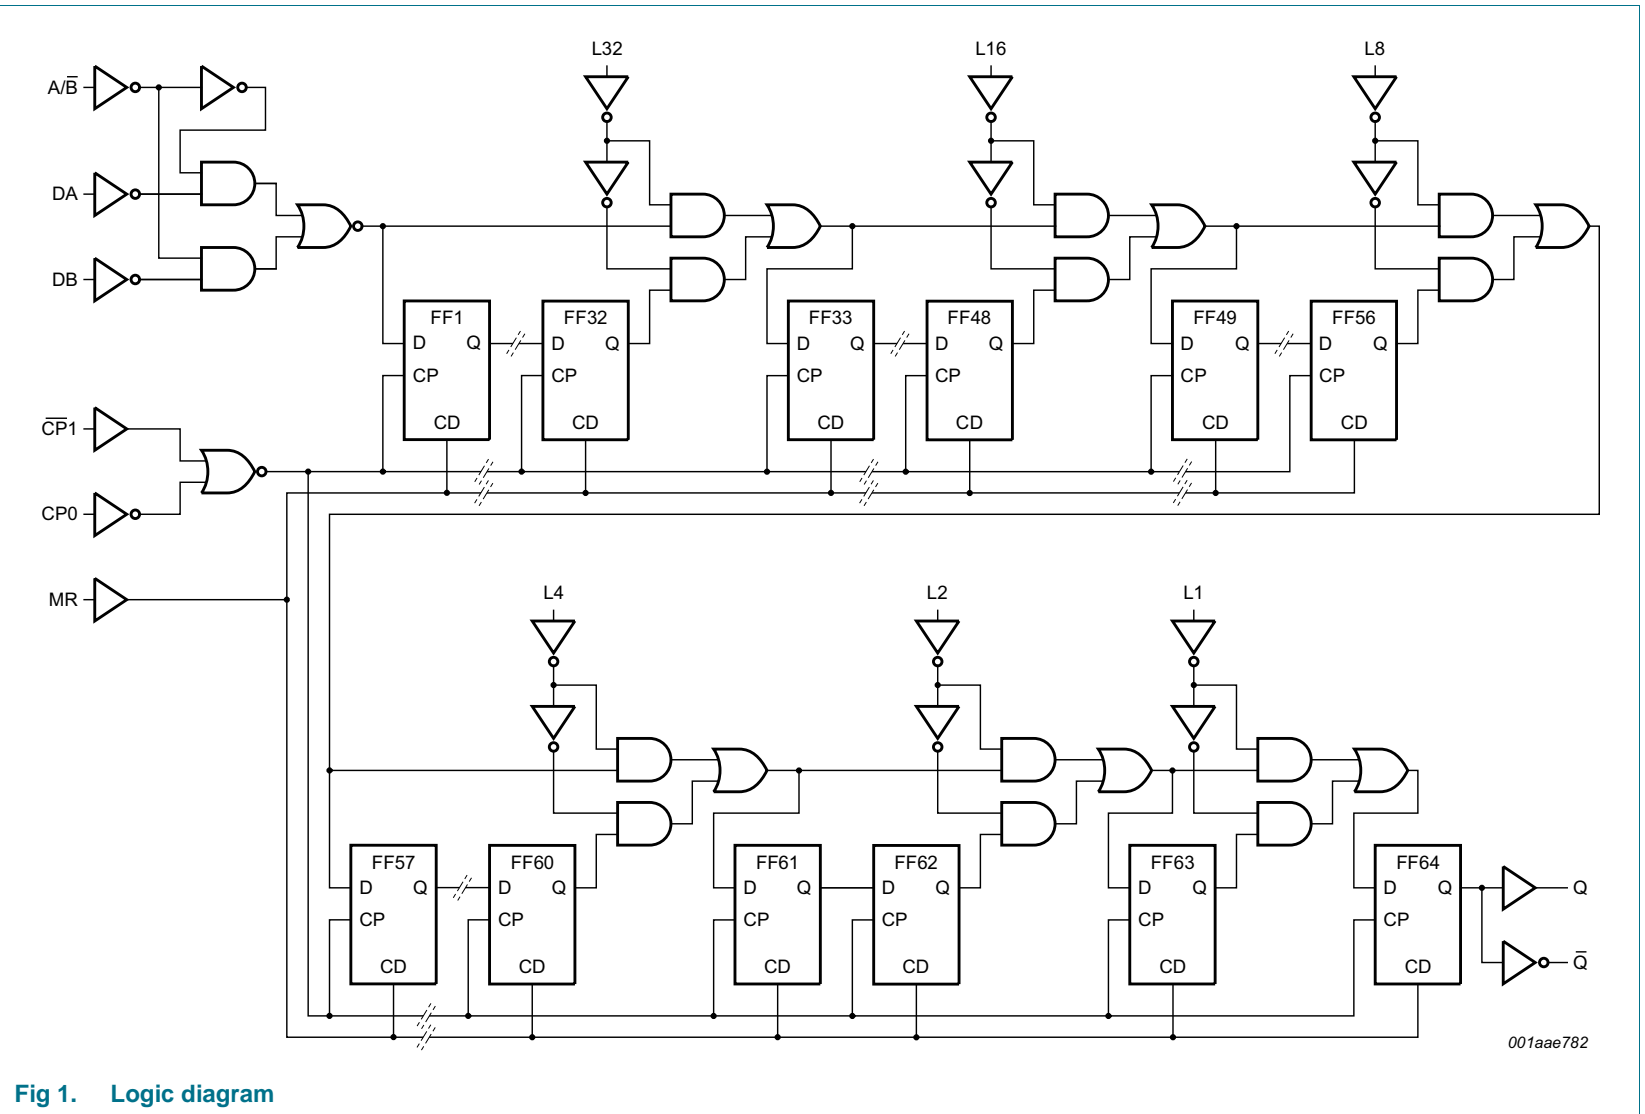 L32 L16 L8
A/B̅
DA
DB
FF1 FF32 FF33 FF48 FF49 FF56
D Q D Q D Q D Q D Q D Q
CP CP CP CP CP CP
CD CD CD CD CD CD
C̅P̅1
CP0
MR
L4 L2 L1
FF57 FF60 FF61 FF62 FF63 FF64
D Q D Q D Q D Q D Q D Q Q
CP CP CP CP CP CP
CD CD CD CD CD CD Q̅
001aae782
Fig 1. Logic diagram